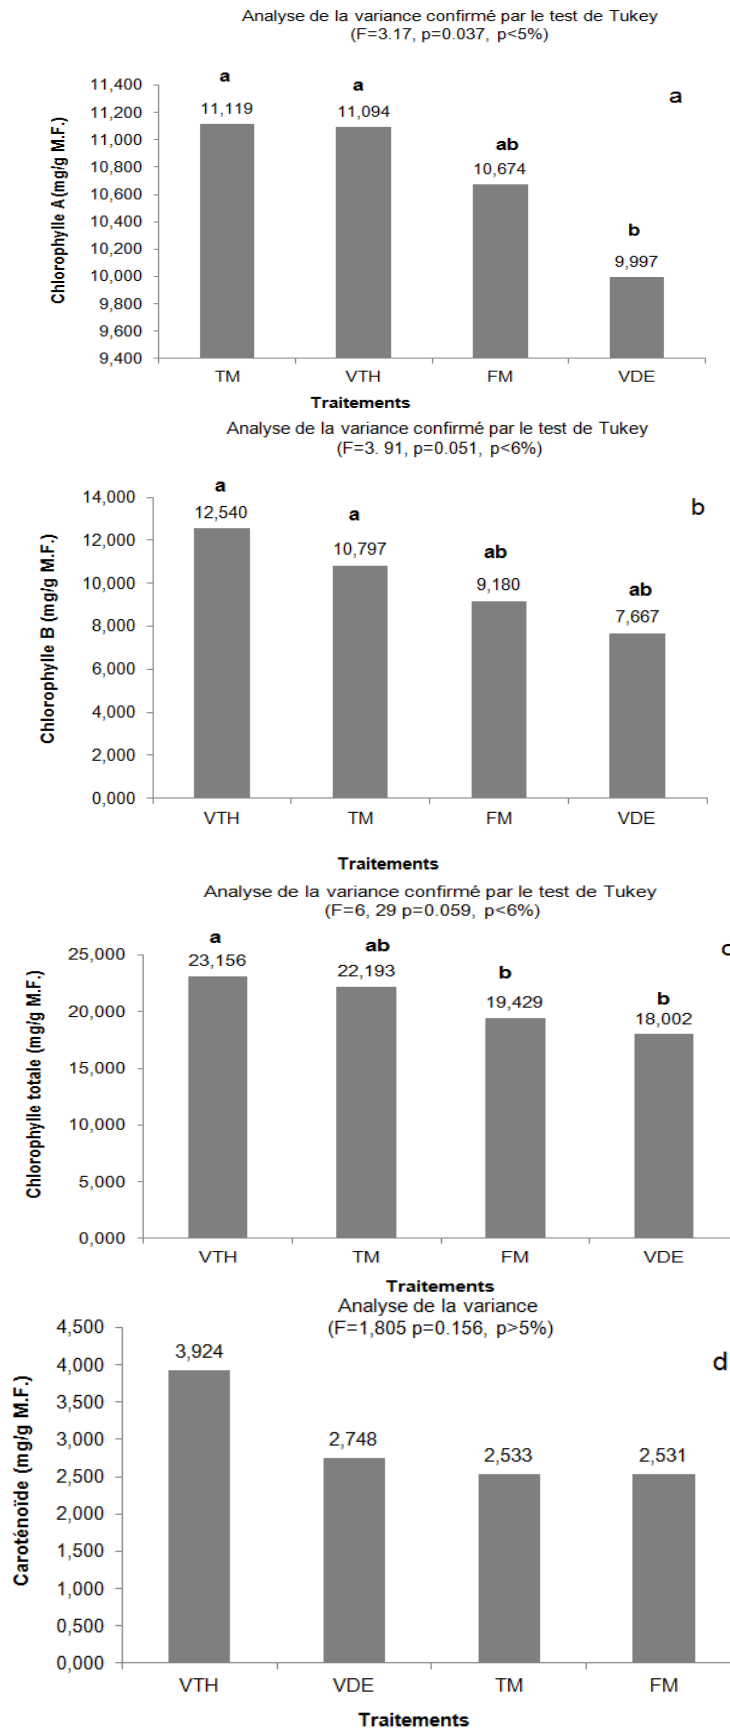 Analyse de la variance confirmé par le test de Tukey
(F=3.17, p=0.037, p<5%)
a
Chlorophylle A(mg/g M.F.)
11,400
11,200
11,000
10,800
10,600
10,400
10,200
10,000
9,800
9,600
9,400
a
a
ab
b
11,119
11,094
10,674
9,997
TM
VTH
FM
VDE
Traitements
Analyse de la variance confirmé par le test de Tukey
(F=3. 91, p=0.051, p<6%)
b
Chlorophylle B (mg/g M.F.)
14,000
12,000
10,000
8,000
6,000
4,000
2,000
0,000
a
a
ab
ab
12,540
10,797
9,180
7,667
VTH
TM
FM
VDE
Traitements
Analyse de la variance confirmé par le test de Tukey
(F=6, 29 p=0.059, p<6%)
c
Chlorophylle totale (mg/g M.F.)
25,000
20,000
15,000
10,000
5,000
0,000
a
ab
b
b
23,156
22,193
19,429
18,002
VTH
TM
FM
VDE
Traitements
Analyse de la variance
(F=1,805 p=0.156, p>5%)
d
Caroténoïde (mg/g M.F.)
4,500
4,000
3,500
3,000
2,500
2,000
1,500
1,000
0,500
0,000
3,924
2,748
2,533
2,531
VTH
VDE
TM
FM
Traitements